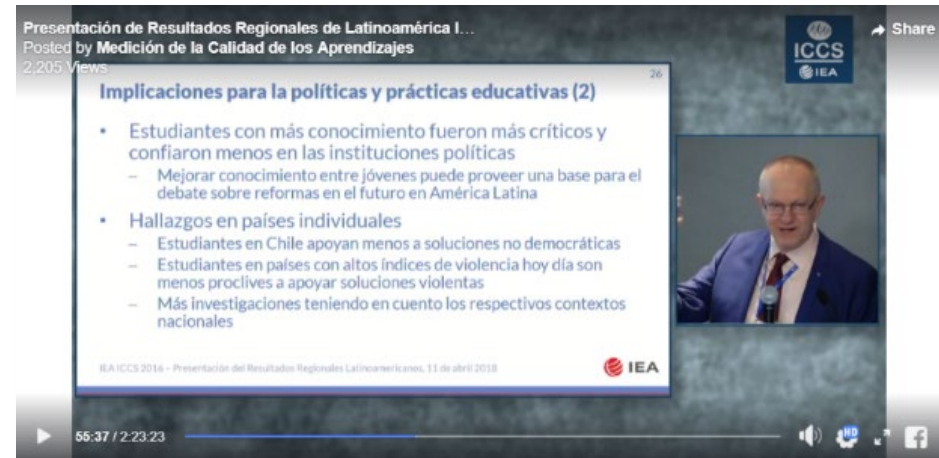 Presentación de Resultados Regionales de Latinoamérica I...
Posted by Medición de la Calidad de los Aprendizajes
2,205 Views
ICCS
IEA
Share
26
Implicaciones para la políticas y prácticas educativas (2)
• Estudiantes con más conocimiento fueron más críticos y
confiaron menos en las instituciones políticas
– Mejorar conocimiento entre jóvenes puede proveer una base para el
debate sobre reformas en el futuro en América Latina
• Hallazgos en países individuales
– Estudiantes en Chile apoyan menos a soluciones no democráticas
– Estudiantes en países con altos índices de violencia hoy día son
menos proclives a apoyar soluciones violentas
– Más investigaciones teniendo en cuento los respectivos contextos
nacionales
IEA ICCS 2016 – Presentación del Resultados Regionales Latinoamericanos, 11 de abril 2018
IEA
55:37 / 2:23:23
HD